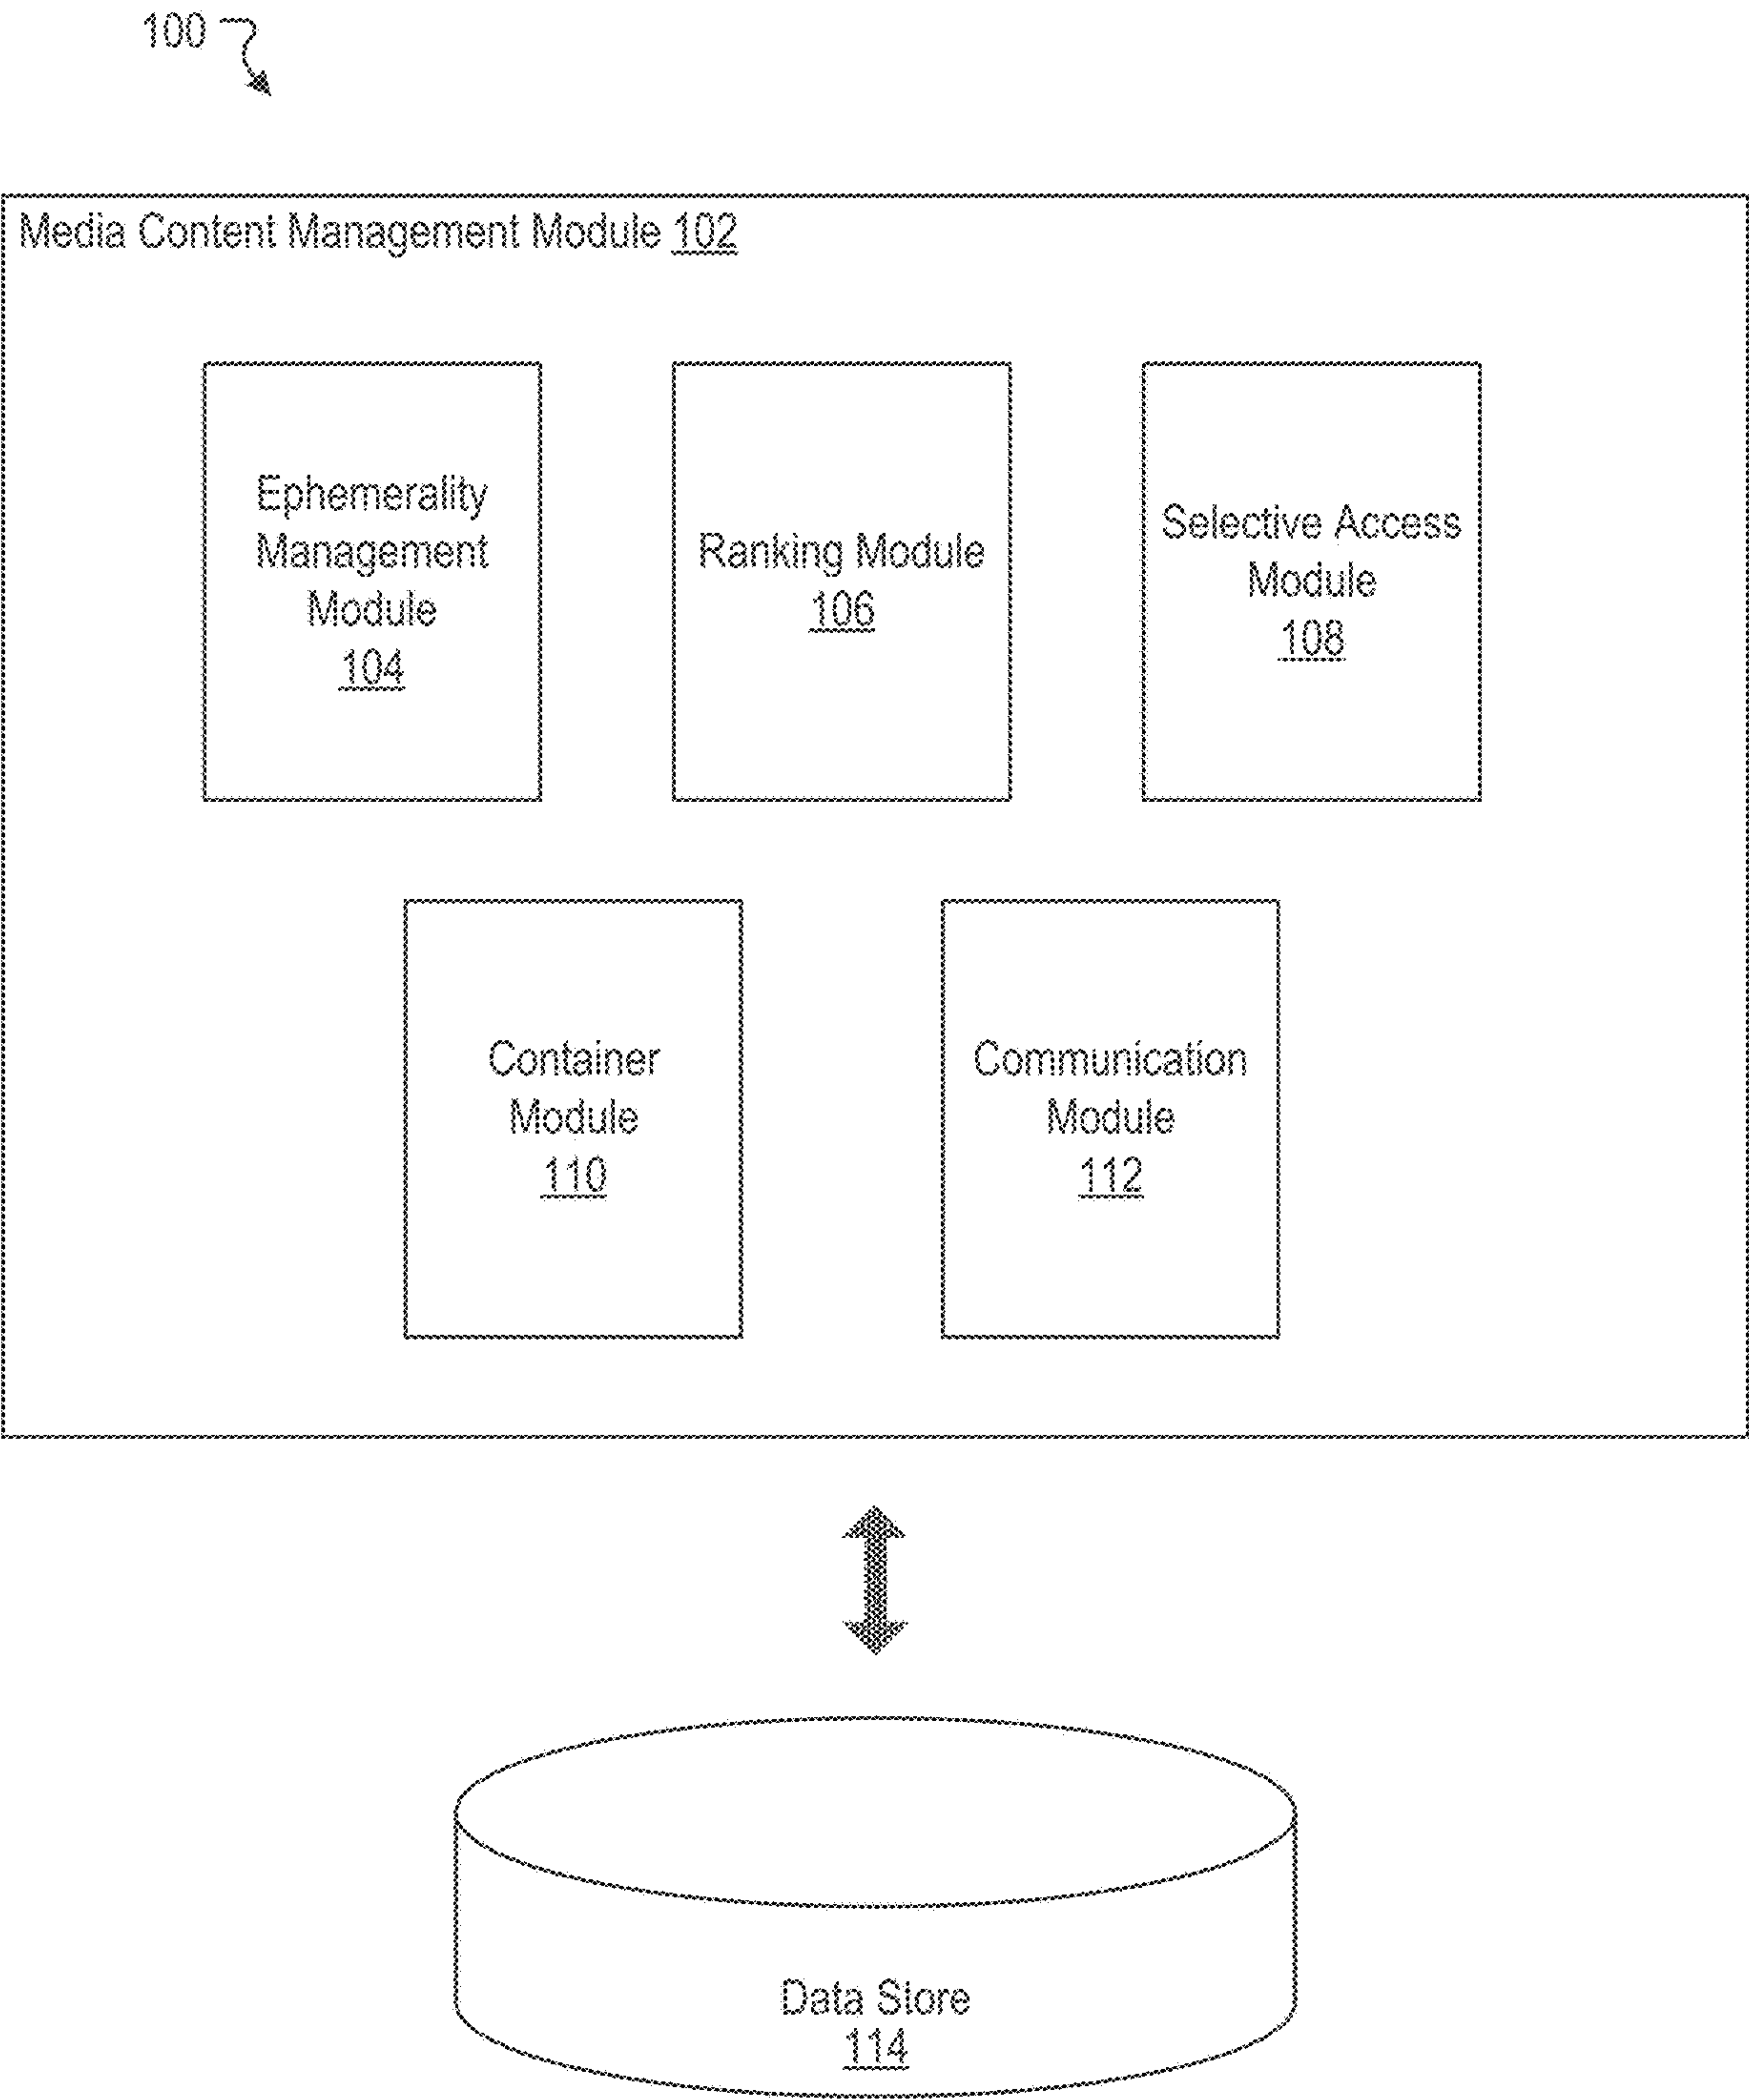 100
Media Content Management Module 102
Ephemerality
Management
Module
104
Ranking Module
106
Selective Access
Module
108
Container
Module
110
Communication
Module
112
Data Store
114